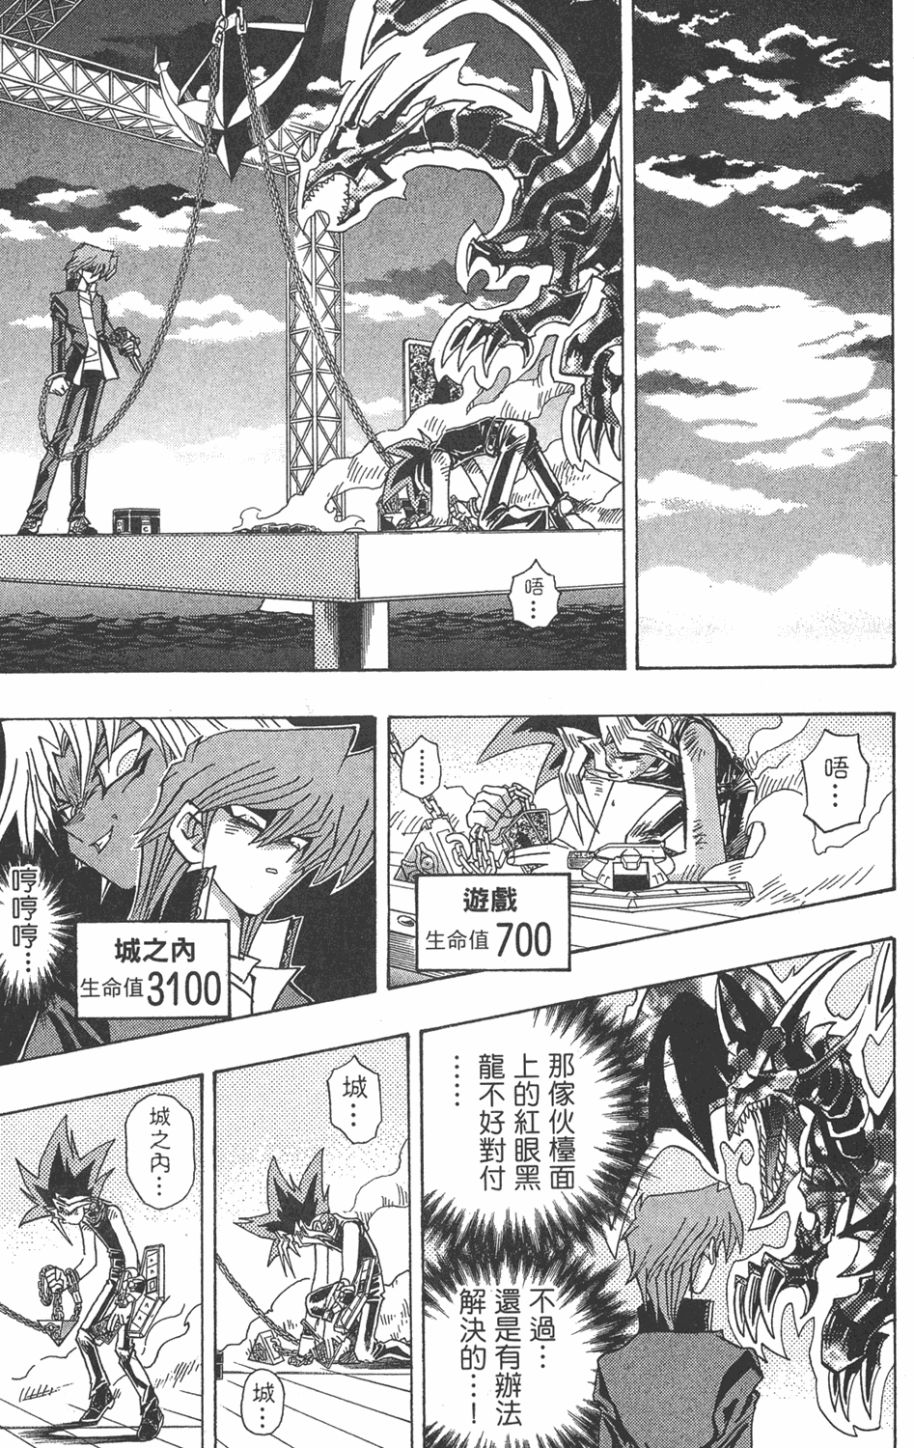 唔…
唔…
………
遊戲
生命值700
城之內
生命值3100
哼哼哼…
那傢伙檯面
上的紅眼黑
龍不好對付
……
不過…
還是有辦法
解決的…！
城…
城…
城之內…